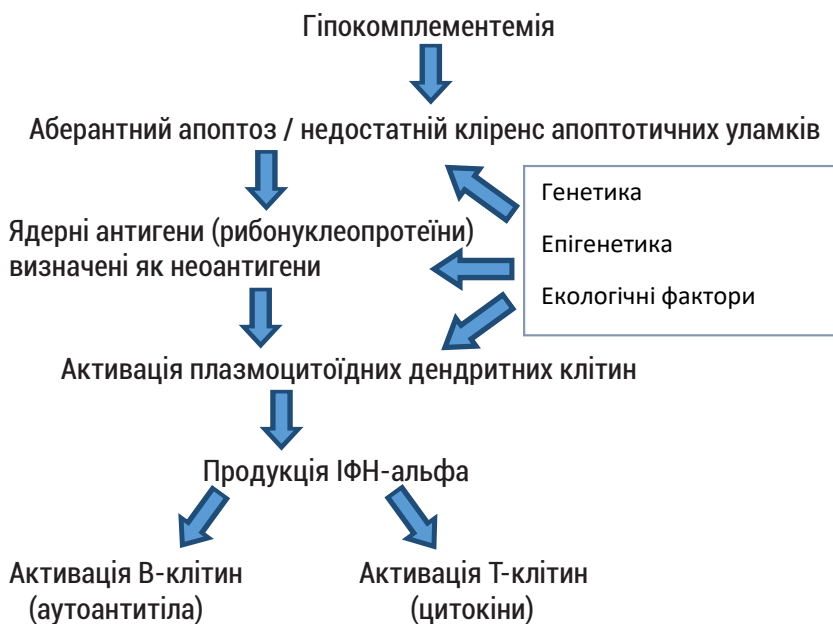 Гіпокомплементемія
Аберантний апоптоз / недостатній кліренс апоптотичних уламків
Генетика
Ядерні антигени (рибонуклеопротеїни)
визначені як неоантигени
Епігенетика
Екологічні фактори
Активація плазмоцитоїдних дендритних клітин
Продукція ІФН-альфа
Активація В-клітин
(аутоантитіла)
Активація Т-клітин
(цитокіни)